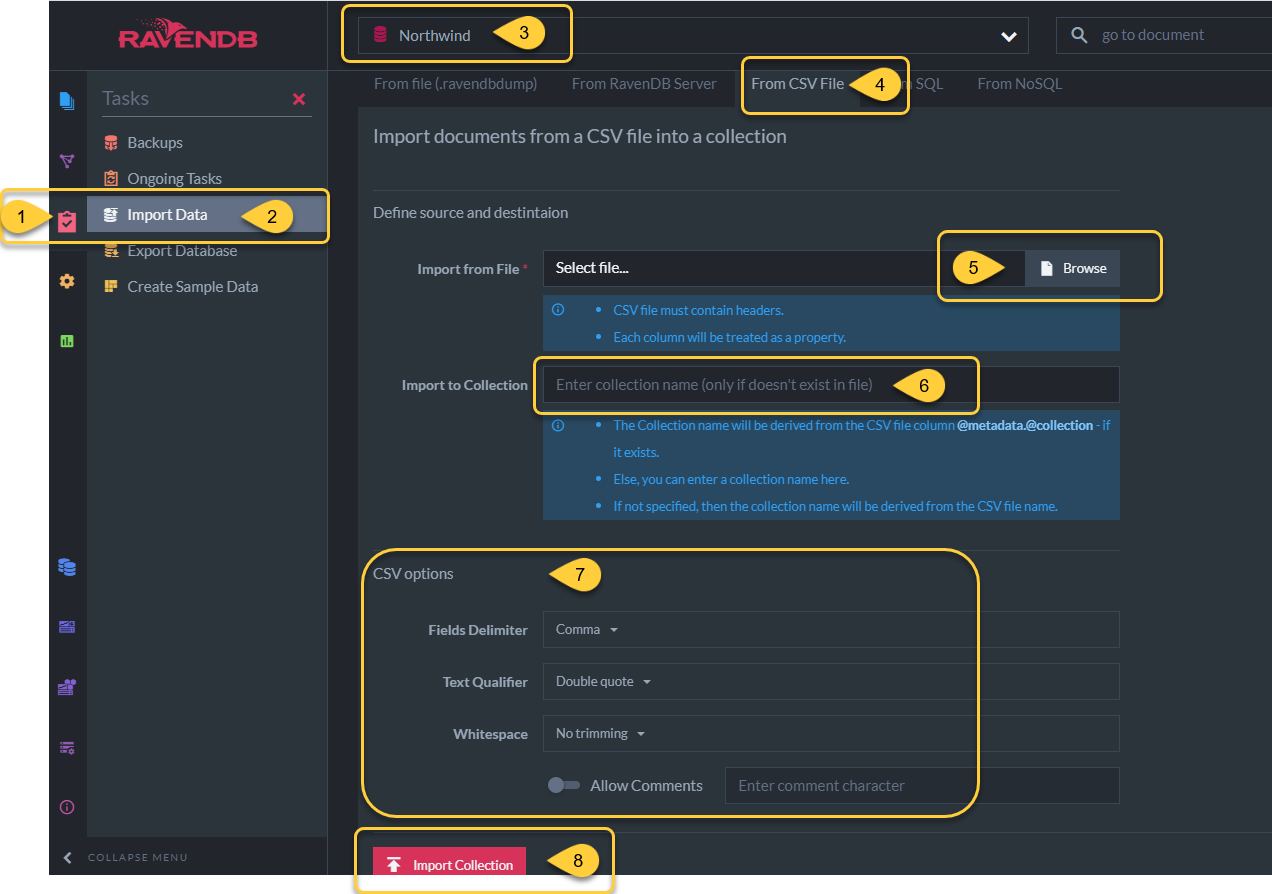 RAVENDB
Northwind
3
go to document
Tasks
Backups
Ongoing Tasks
1
Import Data
2
Export Database
Create Sample Data
From file (.ravendbdump)
From RavenDB Server
From CSV File
4
SQL
From NoSQL
Import documents from a CSV file into a collection
Define source and destintaion
Import from File *
Select file...
5
Browse
CSV file must contain headers.
Each column will be treated as a property.
Import to Collection
Enter collection name (only if doesn't exist in file)
6
The Collection name will be derived from the CSV file column @metadata.@collection - if
it exists.
Else, you can enter a collection name here.
If not specified, then the collection name will be derived from the CSV file name.
CSV options
7
Fields Delimiter
Comma
Text Qualifier
Double quote
Whitespace
No trimming
Allow Comments
Enter comment character
COLLAPSE MENU
Import Collection
8